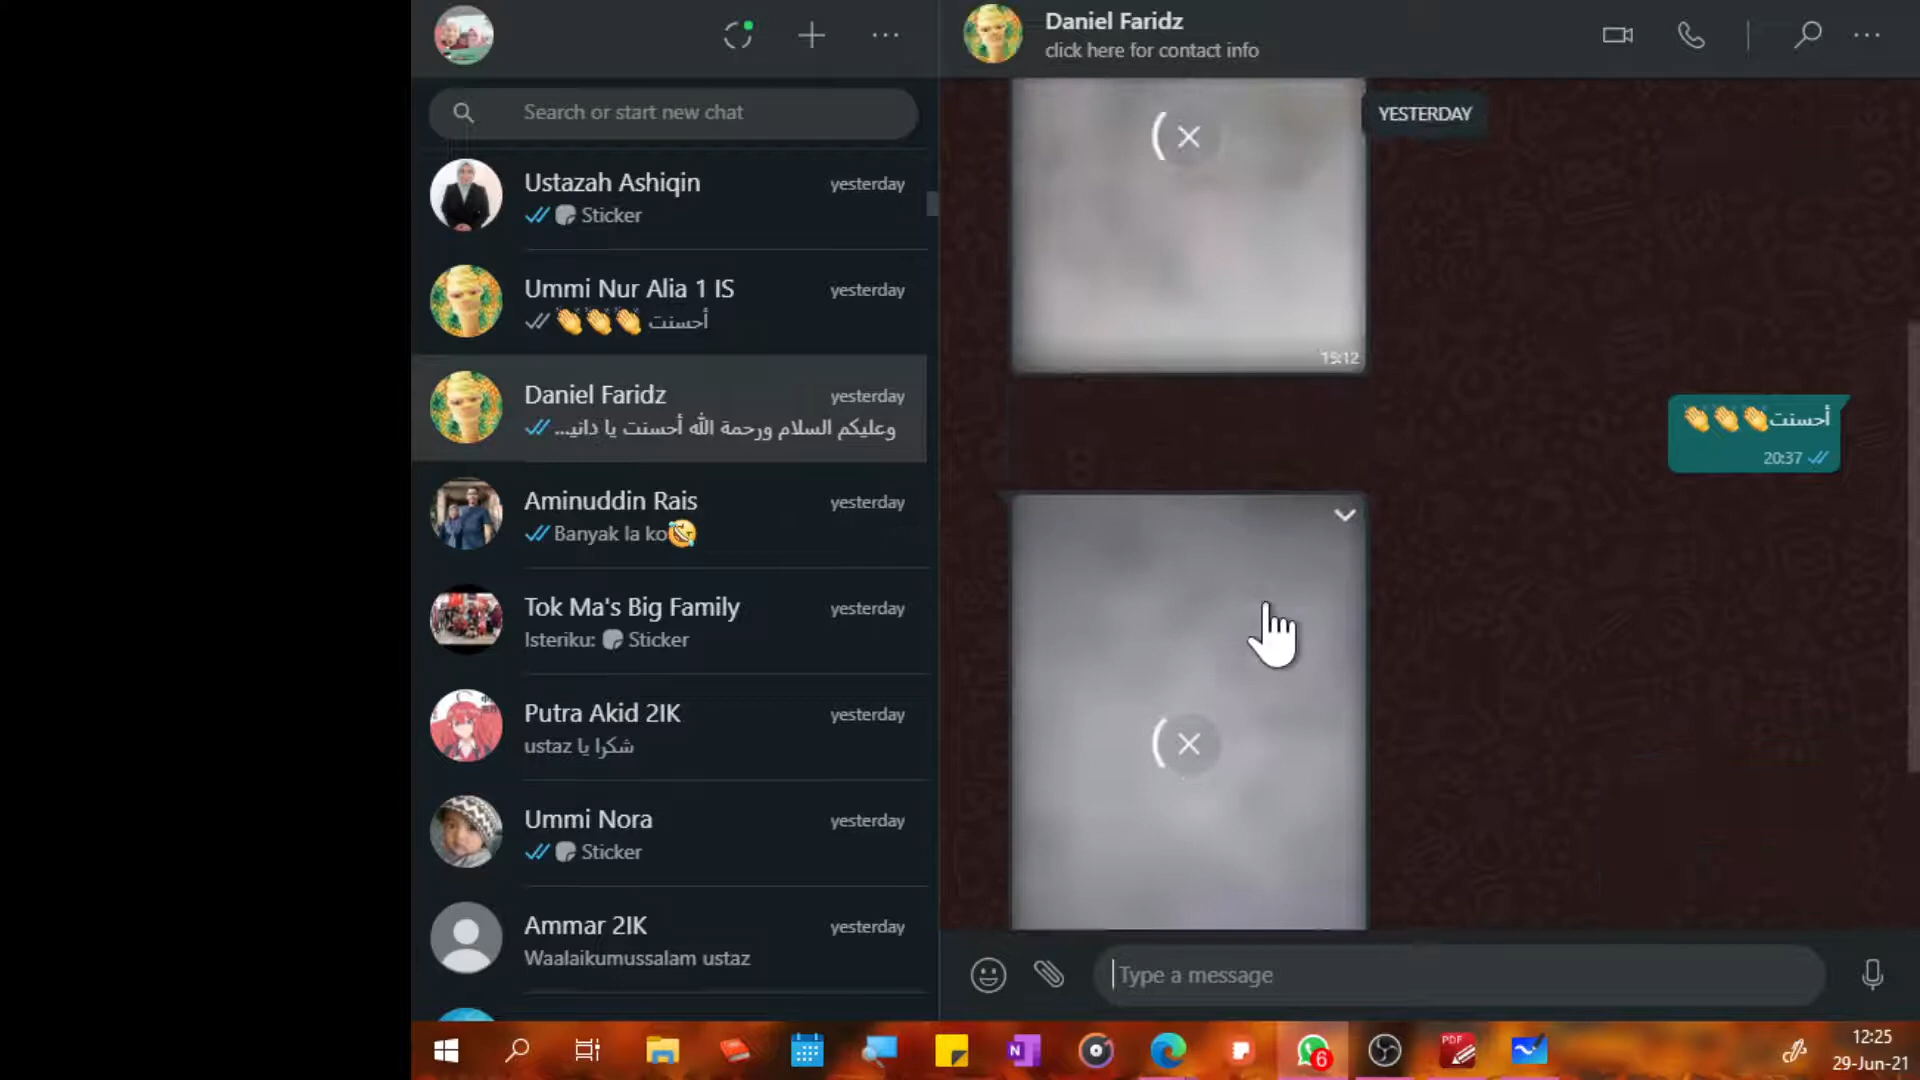 Daniel Faridz
click here for contact info
Search or start new chat
Ustazah Ashiqin
yesterday
Sticker
Ummi Nur Alia 1 IS
yesterday
👏👏👏 أحسنت
Daniel Faridz
yesterday
وعليكم السلام ورحمة الله أحسنت يا دانيـ...
Aminuddin Rais
yesterday
Banyak la ko🤣
Tok Ma's Big Family
yesterday
Isteriku: Sticker
Putra Akid 2IK
yesterday
شكرا يا ustaz
Ummi Nora
yesterday
Sticker
Ammar 2IK
yesterday
Waalaikumussalam ustaz
YESTERDAY
15:12
أحسنت👏👏👏
20:37
Type a message
N
6
PDF
12:25
29-Jun-21